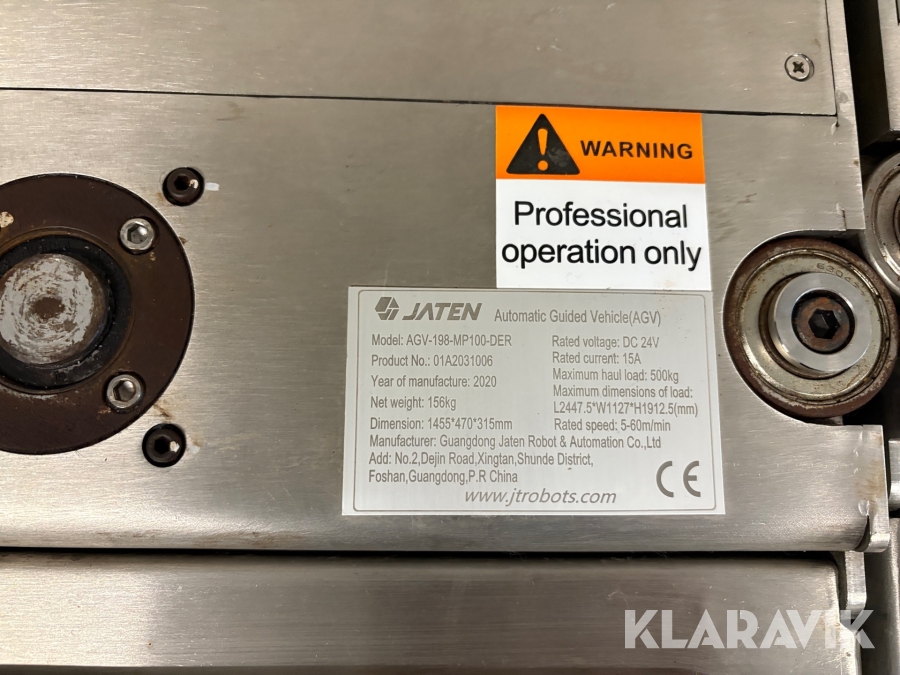 WARNING
Professional
operation only
JATEN Automatic Guided Vehicle(AGV)
Model: AGV-198-MP100-DER
Product No.: 01A2031006
Year of manufacture: 2020
Net weight: 156kg
Dimension: 1455*470*315mm
Rated voltage: DC 24V
Rated current: 15A
Maximum haul load: 500kg
Maximum dimensions of load:
L2447.5*W1127*H1912.5(mm)
Rated speed: 5-60m/min
Manufacturer: Guangdong Jaten Robot & Automation Co.,Ltd
Add: No.2,Dejin Road,Xingtan,Shunde District,
Foshan,Guangdong,P.R China
CE
www.jtrobots.com
KLARAVIK